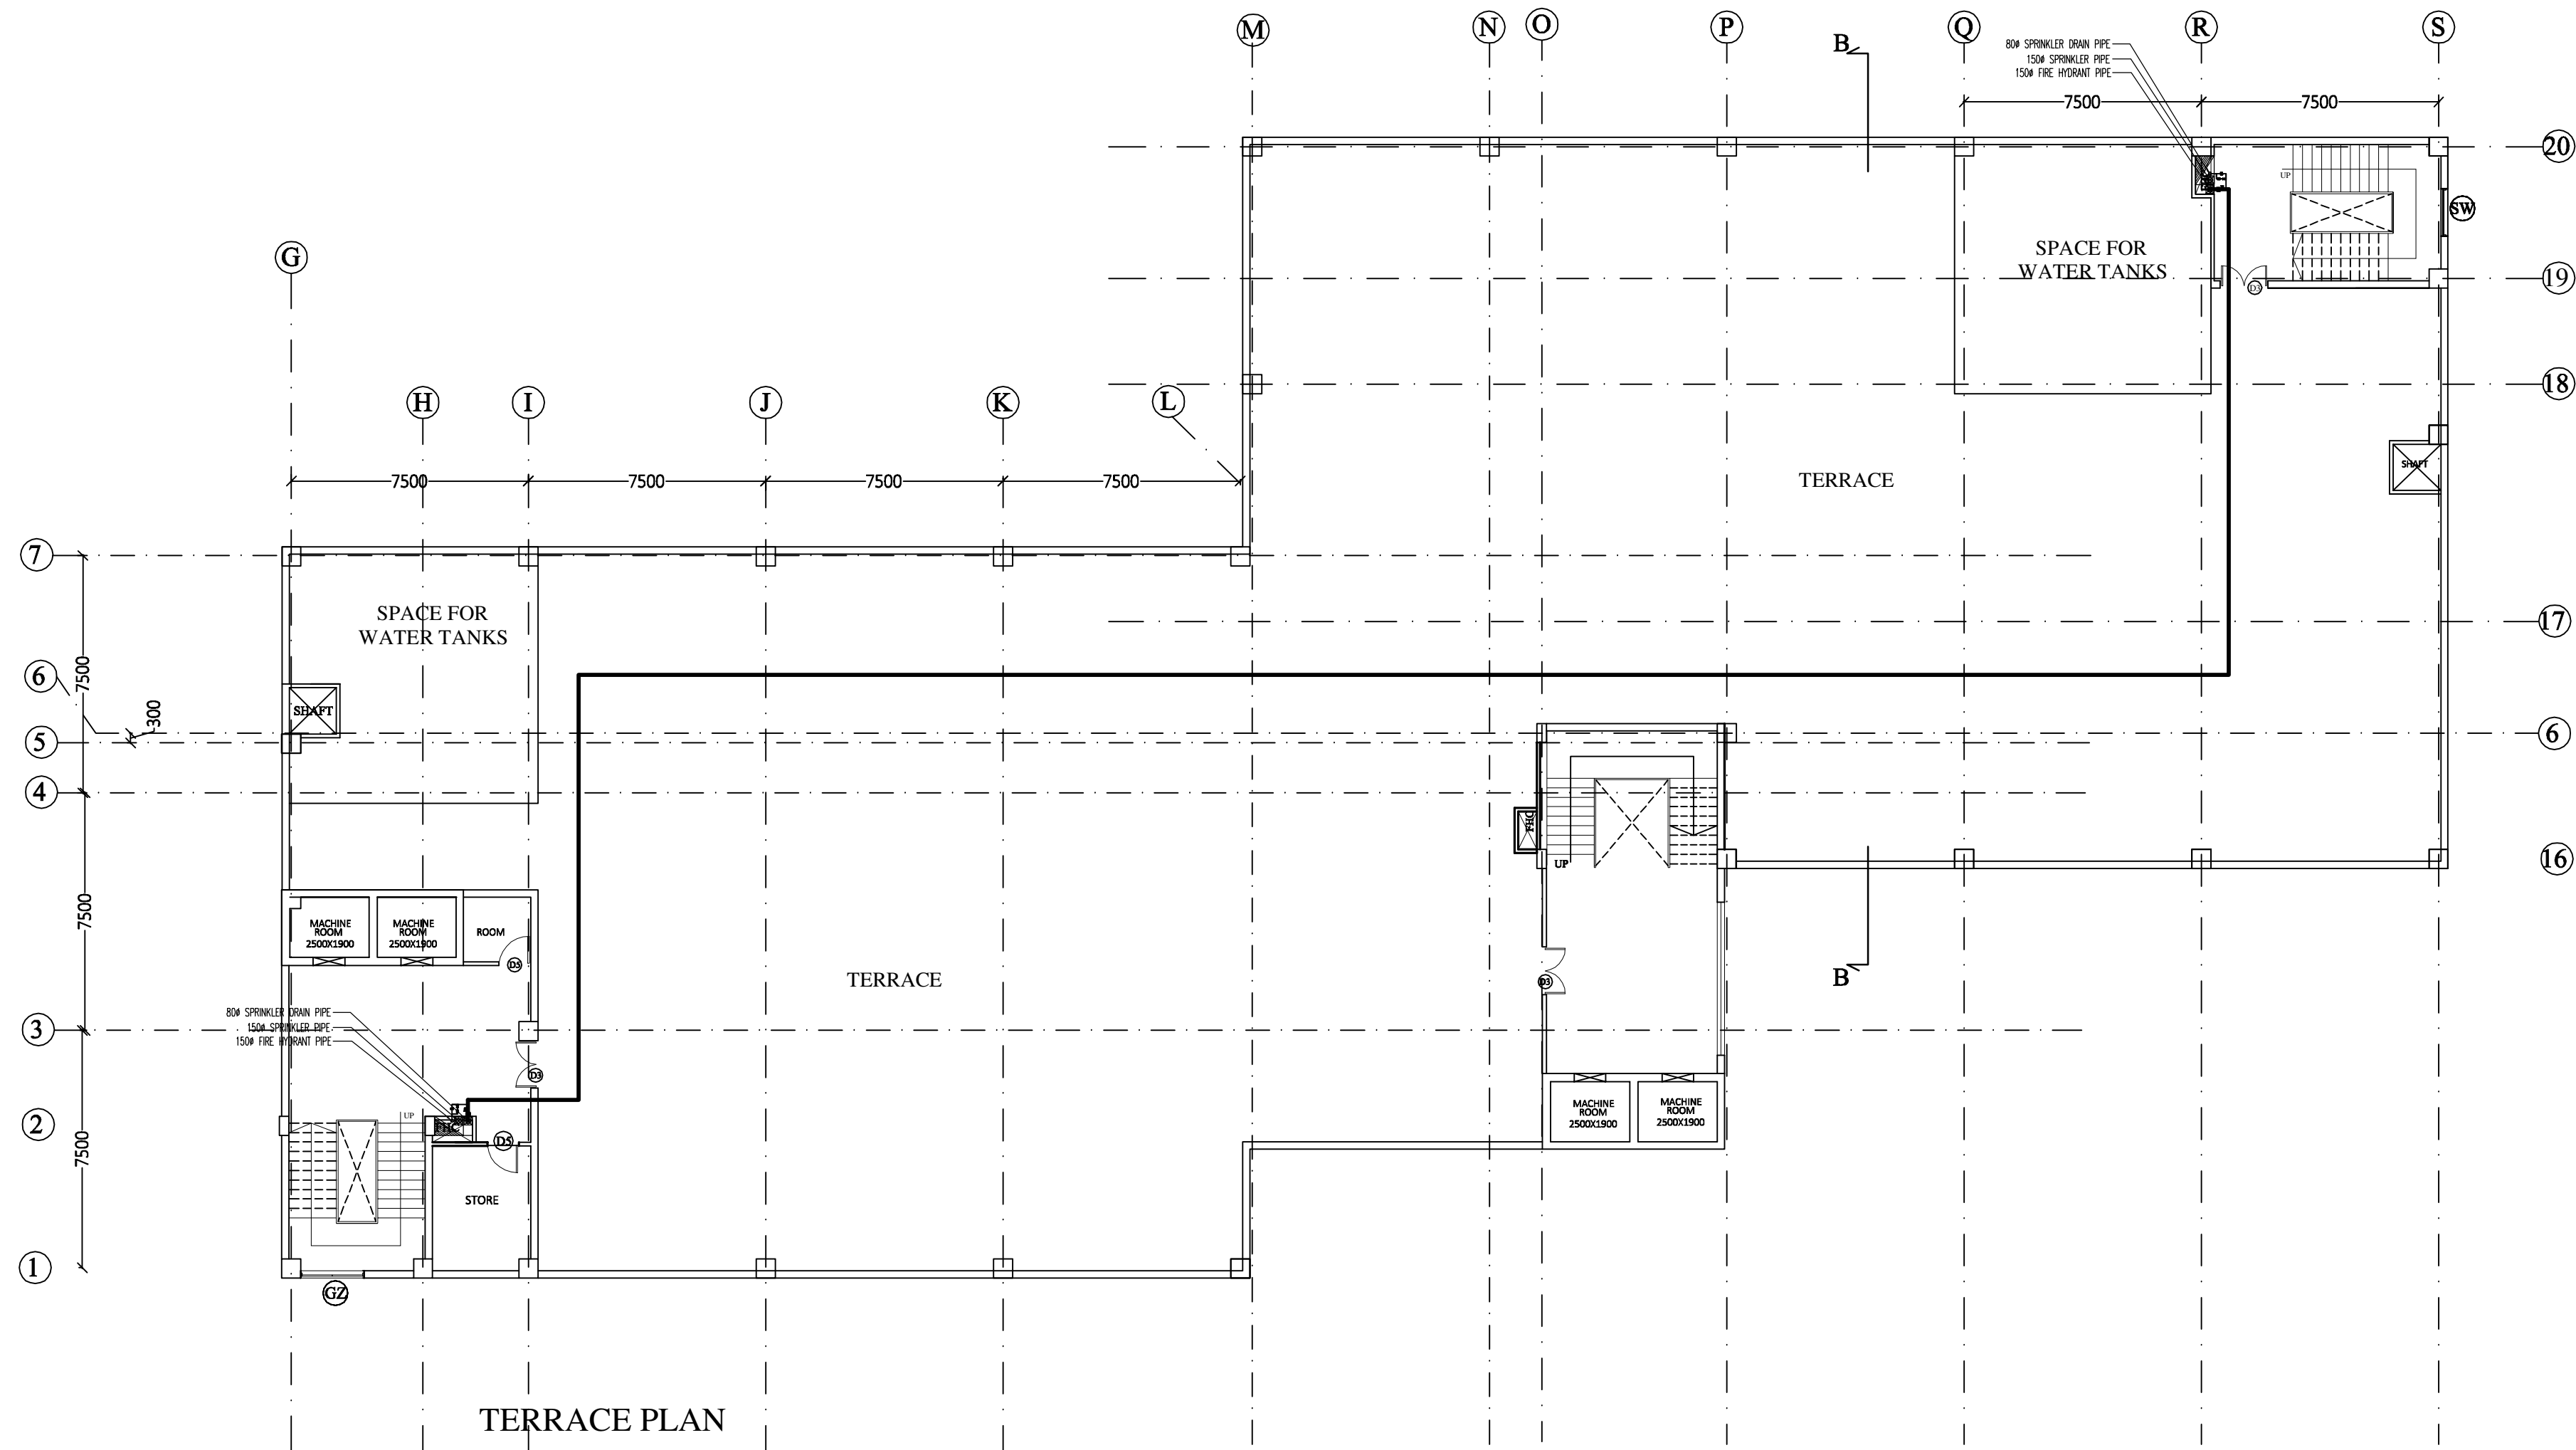 M
N
O
P
B
Q
R
S
80ø SPRINKLER DRAIN PIPE
150ø SPRINKLER PIPE
150ø FIRE HYDRANT PIPE
7500
7500
20
UP
SW
G
SPACE FOR
WATER TANKS
19
D3
18
H
I
J
K
L
7500
7500
7500
7500
TERRACE
SHAFT
7
SPACE FOR
WATER TANKS
17
6
7500
SHAFT
300
5
6
4
FHC
UP
16
7500
MACHINE
ROOM
2500X1900
MACHINE
ROOM
2500X1900
ROOM
D5
TERRACE
D3
B
80ø SPRINKLER DRAIN PIPE
150ø SPRINKLER PIPE
150ø FIRE HYDRANT PIPE
3
D3
2
7500
UP
FHC
D5
MACHINE
ROOM
2500X1900
MACHINE
ROOM
2500X1900
STORE
1
GZ
TERRACE PLAN